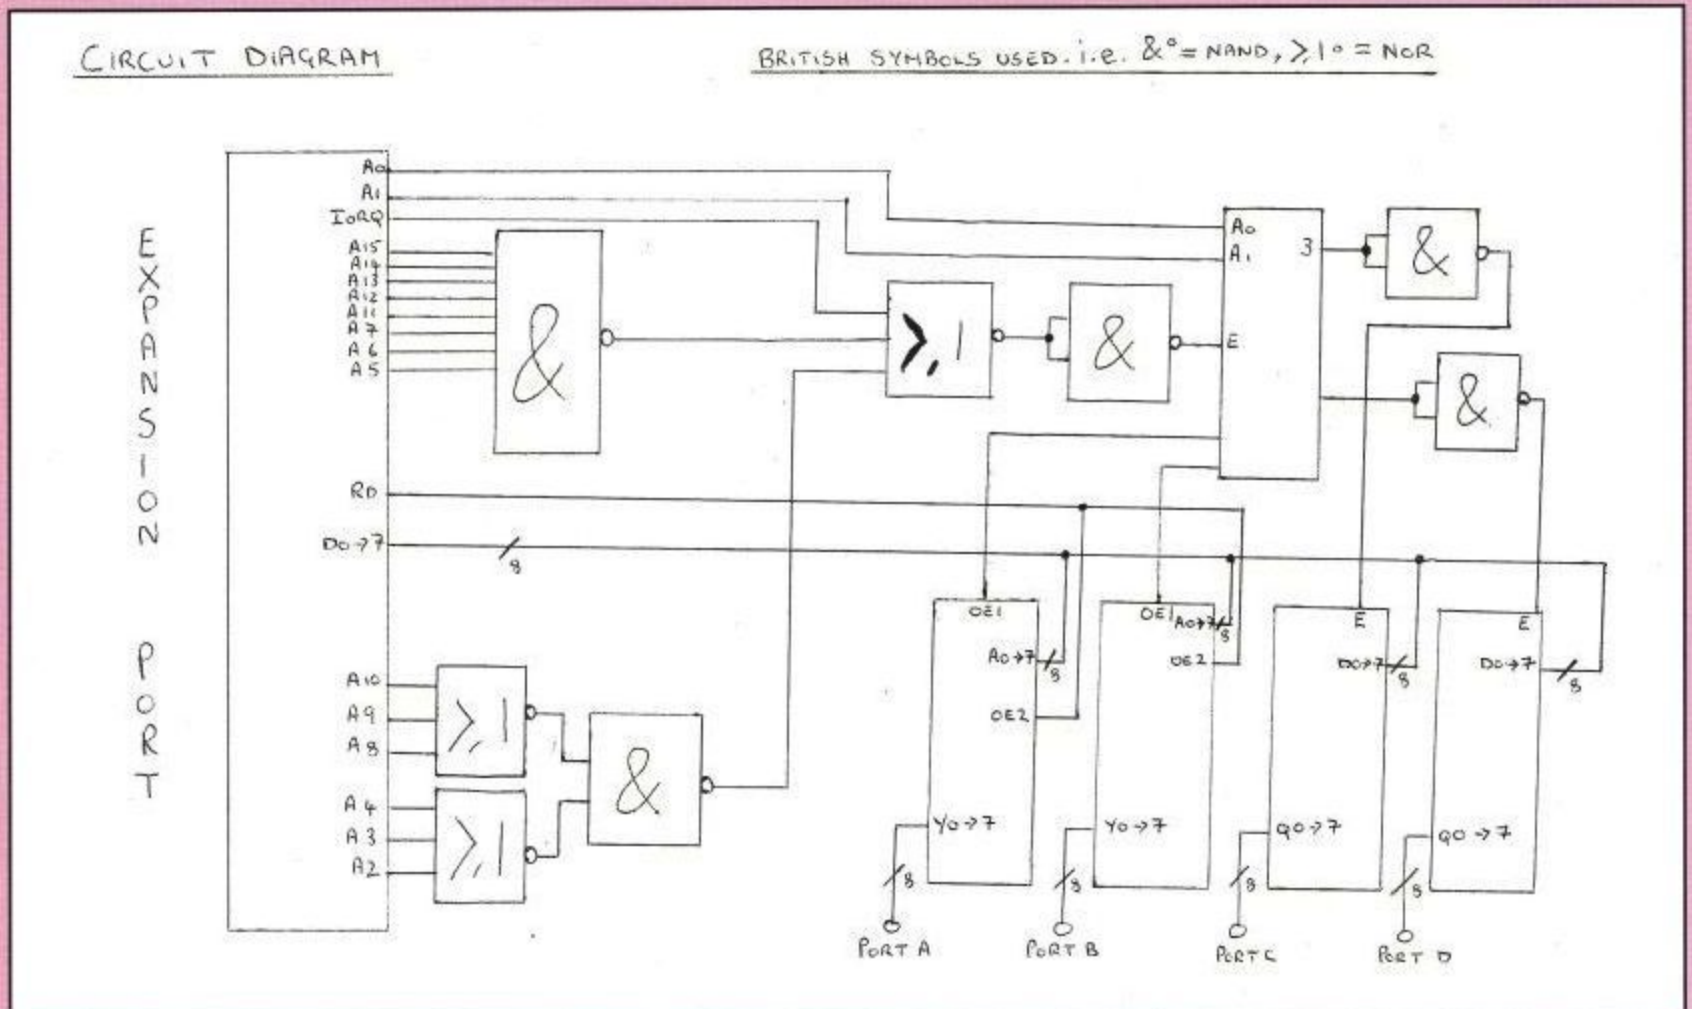 CIRCUIT DIAGRAM
BRITISH SYMBOLS USED. i.e. &° = NAND, ≥1° = NOR
EXPANSION PORT
A0
A1
IORQ
A15
A14
A13
A12
A11
A7
A6
A5
&
≥1
&
A0
A1
E
3
&
&
RD
D0→7
8
A10
A9
A8
≥1
A4
A3
A2
≥1
&
OE1
A0→7
8
OE2
Y0→7
8
PORT A
OE1
A0→7
8
OE2
Y0→7
8
PORT B
E
D0→7
8
Q0→7
8
PORT C
E
D0→7
8
Q0→7
8
PORT D